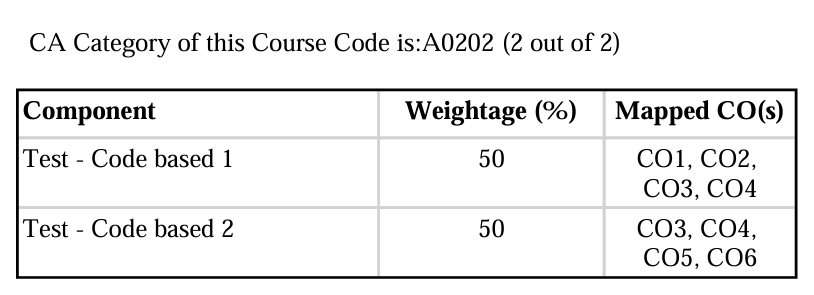 CA Category of this Course Code is:A0202 (2 out of 2)
Component Weightage (%) Mapped CO(s)
Test - Code based 1 50 CO1, CO2,
CO3, CO4
Test - Code based 2 50 CO3, CO4,
CO5, CO6